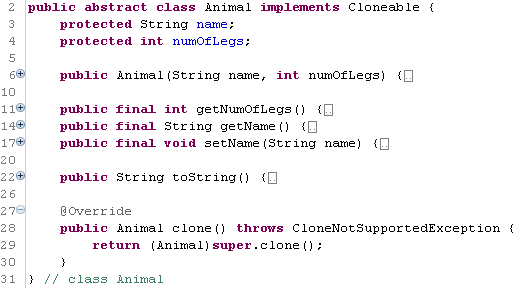 2 public abstract class Animal implements Cloneable {
3 protected String name;
4 protected int numOfLegs;
5
6 public Animal(String name, int numOfLegs) {
10
11 public final int getNumOfLegs() {
14 public final String getName() {
17 public final void setName(String name) {
20
22 public String toString() {
26
27 @Override
28 public Animal clone() throws CloneNotSupportedException {
29 return (Animal)super.clone();
30 }
31 } // class Animal